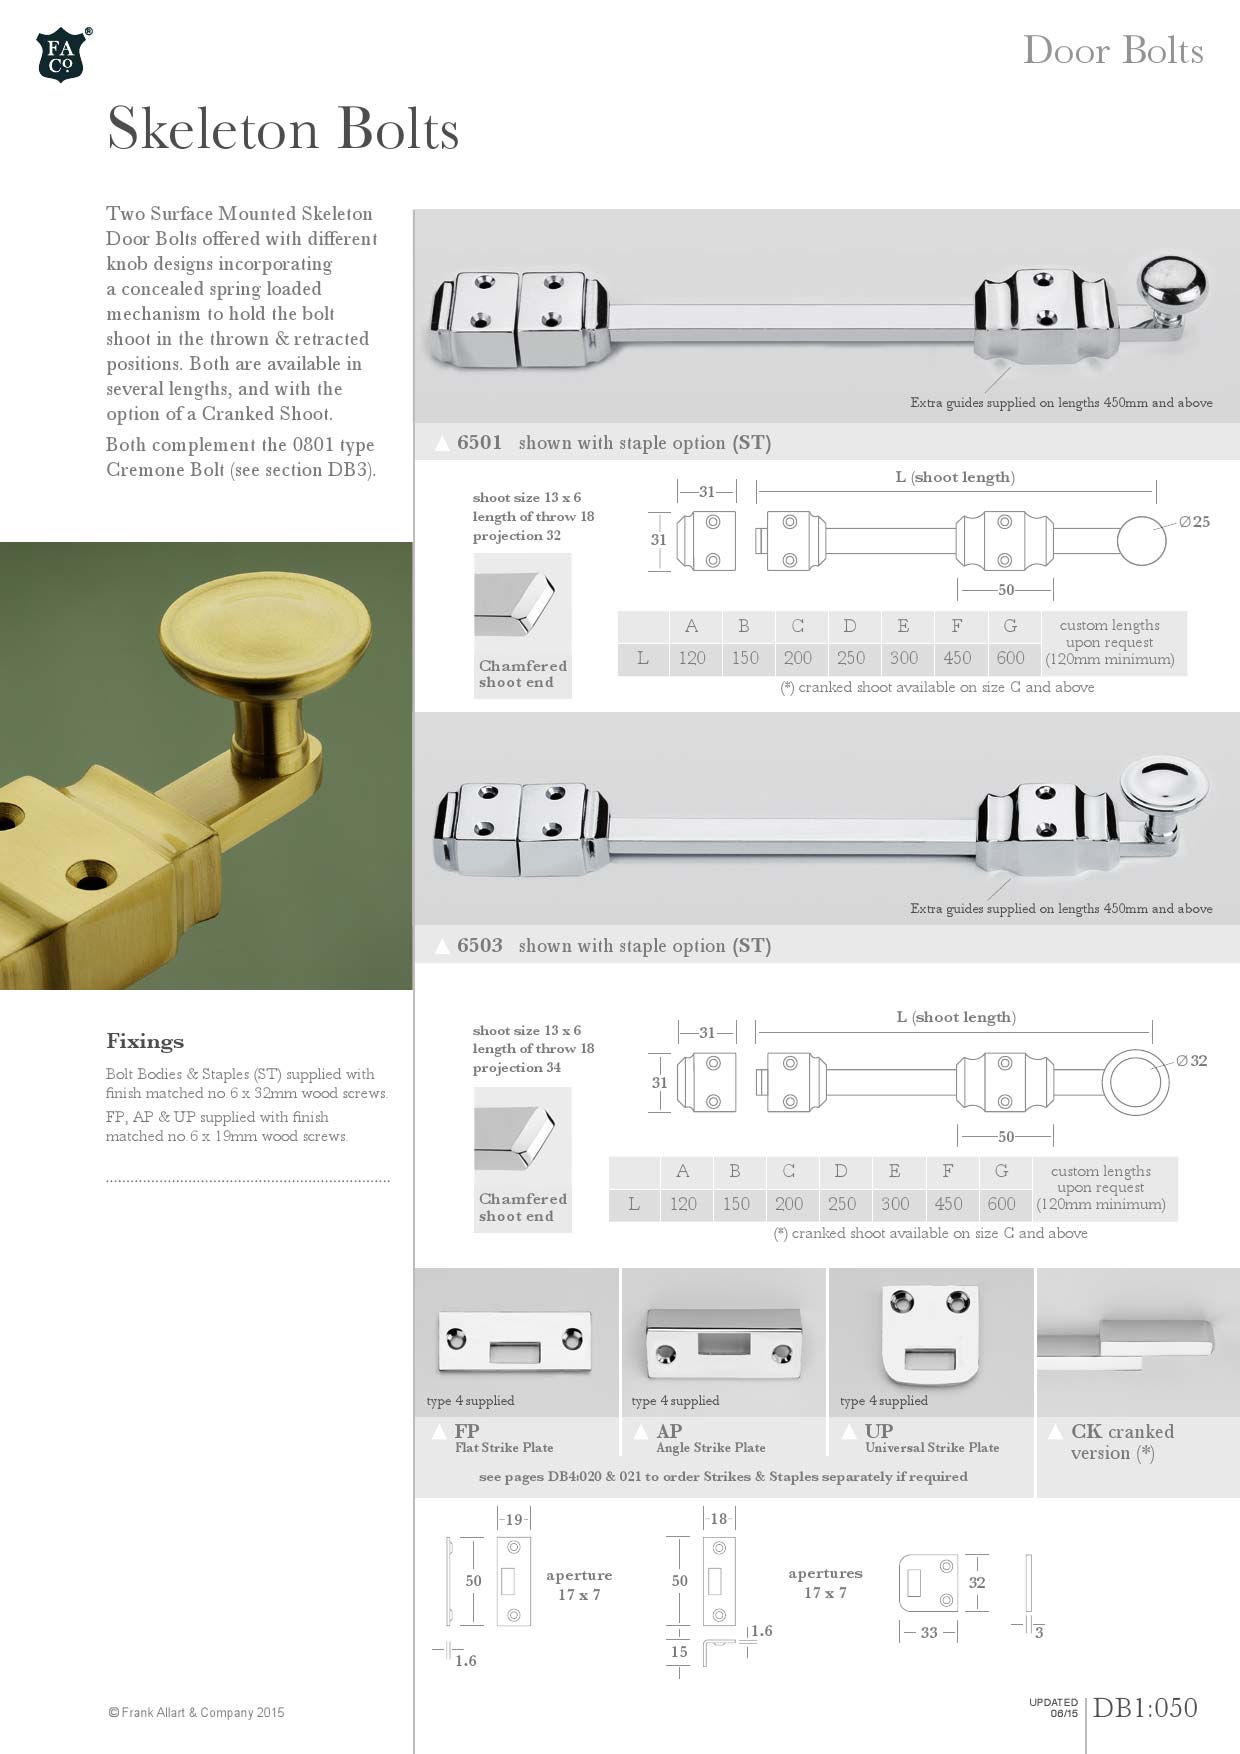 FA
Co.
®
Door Bolts
Skeleton Bolts
Two Surface Mounted Skeleton
Door Bolts offered with different
knob designs incorporating
a concealed spring loaded
mechanism to hold the bolt
shoot in the thrown & retracted
positions. Both are available in
several lengths, and with the
option of a Cranked Shoot.
Both complement the 0801 type
Cremone Bolt (see section DB3).
Extra guides supplied on lengths 450mm and above
6501 shown with staple option (ST)
shoot size 13 x 6
length of throw 18
projection 32
Chamfered
shoot end
31
L (shoot length)
31
Ø25
50
A B C D E F G
L 120 150 200 250 300 450 600
custom lengths
upon request
(120mm minimum)
(*) cranked shoot available on size C and above
Extra guides supplied on lengths 450mm and above
6503 shown with staple option (ST)
shoot size 13 x 6
length of throw 18
projection 34
Chamfered
shoot end
31
L (shoot length)
31
Ø32
50
A B C D E F G
L 120 150 200 250 300 450 600
custom lengths
upon request
(120mm minimum)
(*) cranked shoot available on size C and above
Fixings
Bolt Bodies & Staples (ST) supplied with
finish matched no. 6 x 32mm wood screws.
FP, AP & UP supplied with finish
matched no. 6 x 19mm wood screws.
type 4 supplied
FP
Flat Strike Plate
type 4 supplied
AP
Angle Strike Plate
type 4 supplied
UP
Universal Strike Plate
CK cranked
version (*)
see pages DB4:020 & 021 to order Strikes & Staples separately if required
19
50
1.6
aperture
17 x 7
18
50
15
1.6
apertures
17 x 7
32
33
3
© Frank Allart & Company 2015
UPDATED
06/15
DB1:050